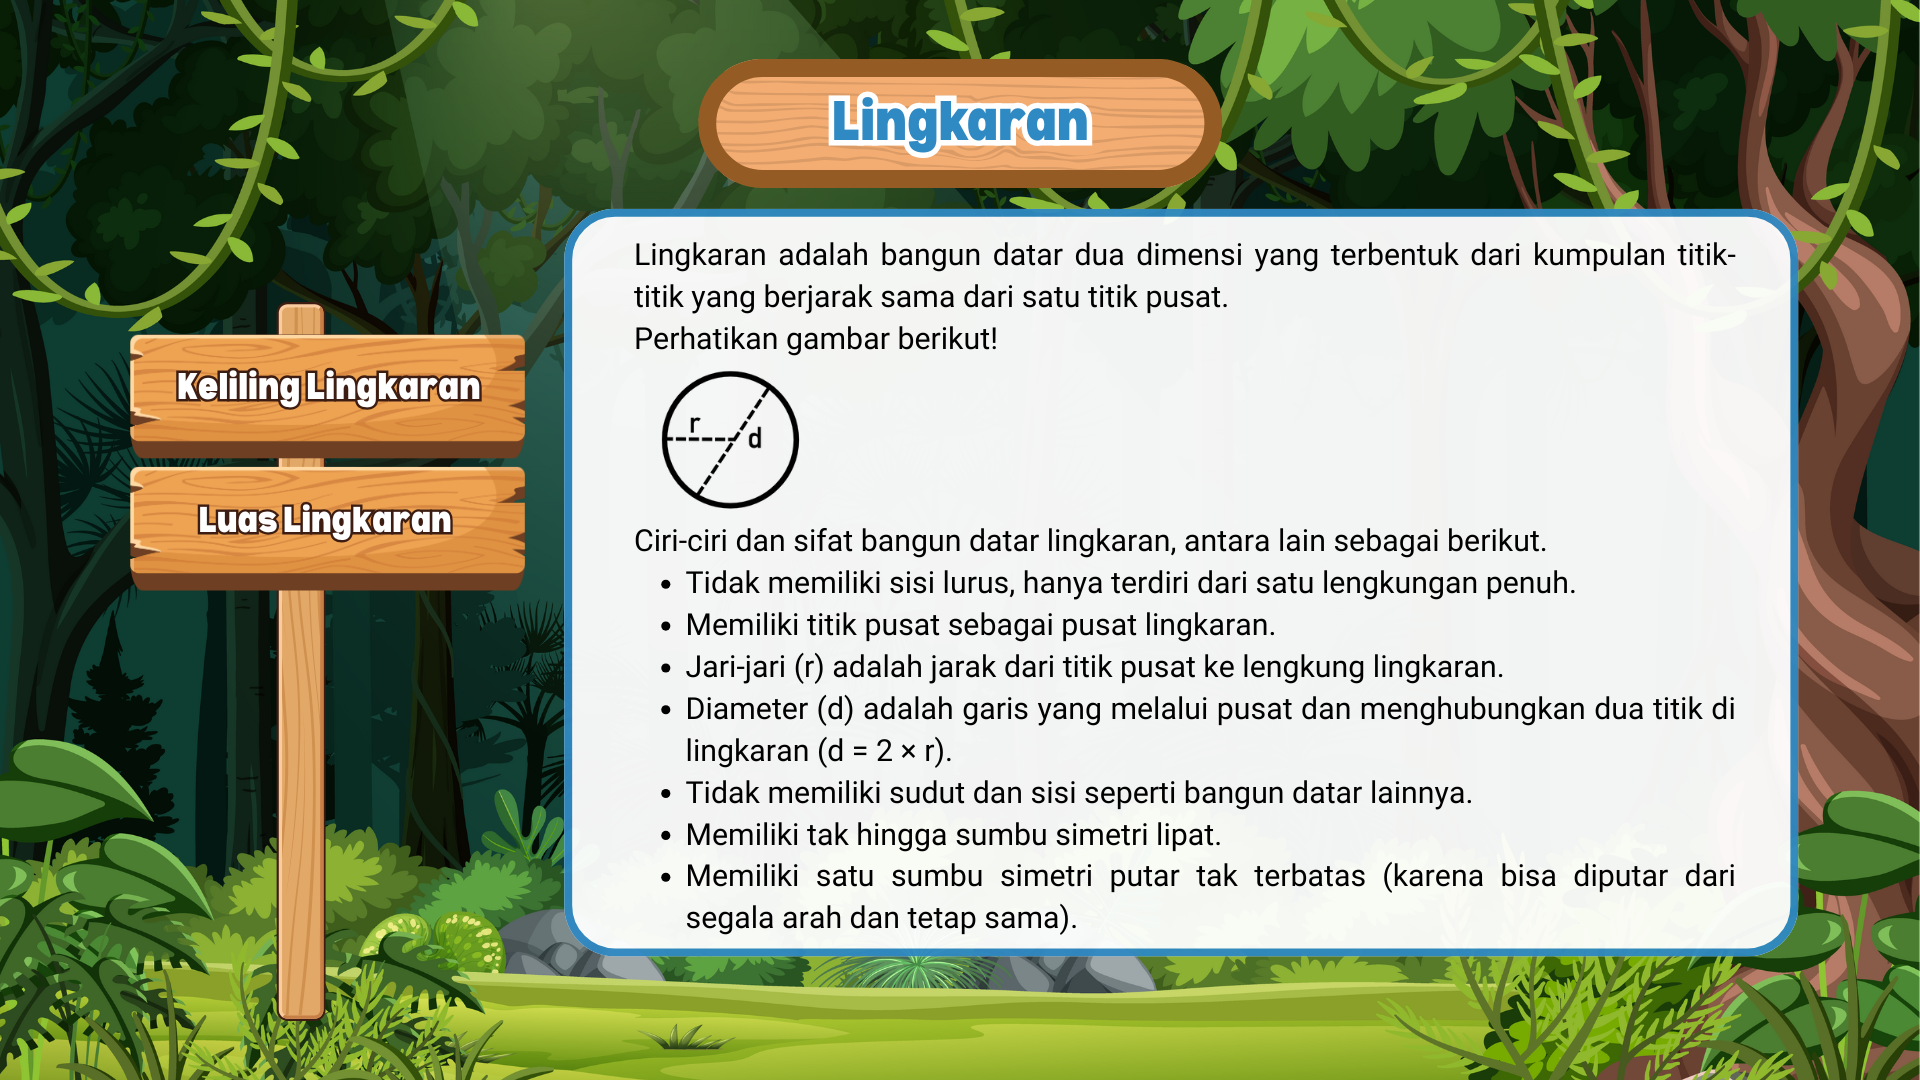 Lingkaran
Keliling Lingkaran
Luas Lingkaran
Lingkaran adalah bangun datar dua dimensi yang terbentuk dari kumpulan titik-
titik yang berjarak sama dari satu titik pusat.
Perhatikan gambar berikut!
r
d
Ciri-ciri dan sifat bangun datar lingkaran, antara lain sebagai berikut.
• Tidak memiliki sisi lurus, hanya terdiri dari satu lengkungan penuh.
• Memiliki titik pusat sebagai pusat lingkaran.
• Jari-jari (r) adalah jarak dari titik pusat ke lengkung lingkaran.
• Diameter (d) adalah garis yang melalui pusat dan menghubungkan dua titik di
lingkaran (d = 2 × r).
• Tidak memiliki sudut dan sisi seperti bangun datar lainnya.
• Memiliki tak hingga sumbu simetri lipat.
• Memiliki satu sumbu simetri putar tak terbatas (karena bisa diputar dari
segala arah dan tetap sama).